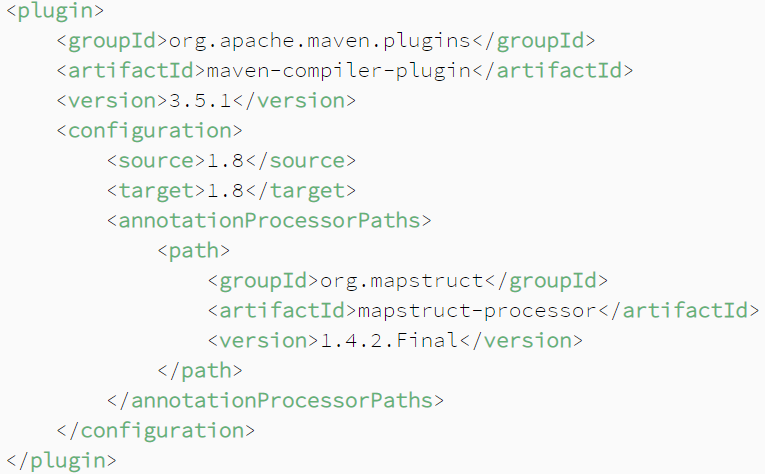 <plugin>
    <groupId>org.apache.maven.plugins</groupId>
    <artifactId>maven-compiler-plugin</artifactId>
    <version>3.5.1</version>
    <configuration>
        <source>1.8</source>
        <target>1.8</target>
        <annotationProcessorPaths>
            <path>
                <groupId>org.mapstruct</groupId>
                <artifactId>mapstruct-processor</artifactId>
                <version>1.4.2.Final</version>
            </path>
        </annotationProcessorPaths>
    </configuration>
</plugin>